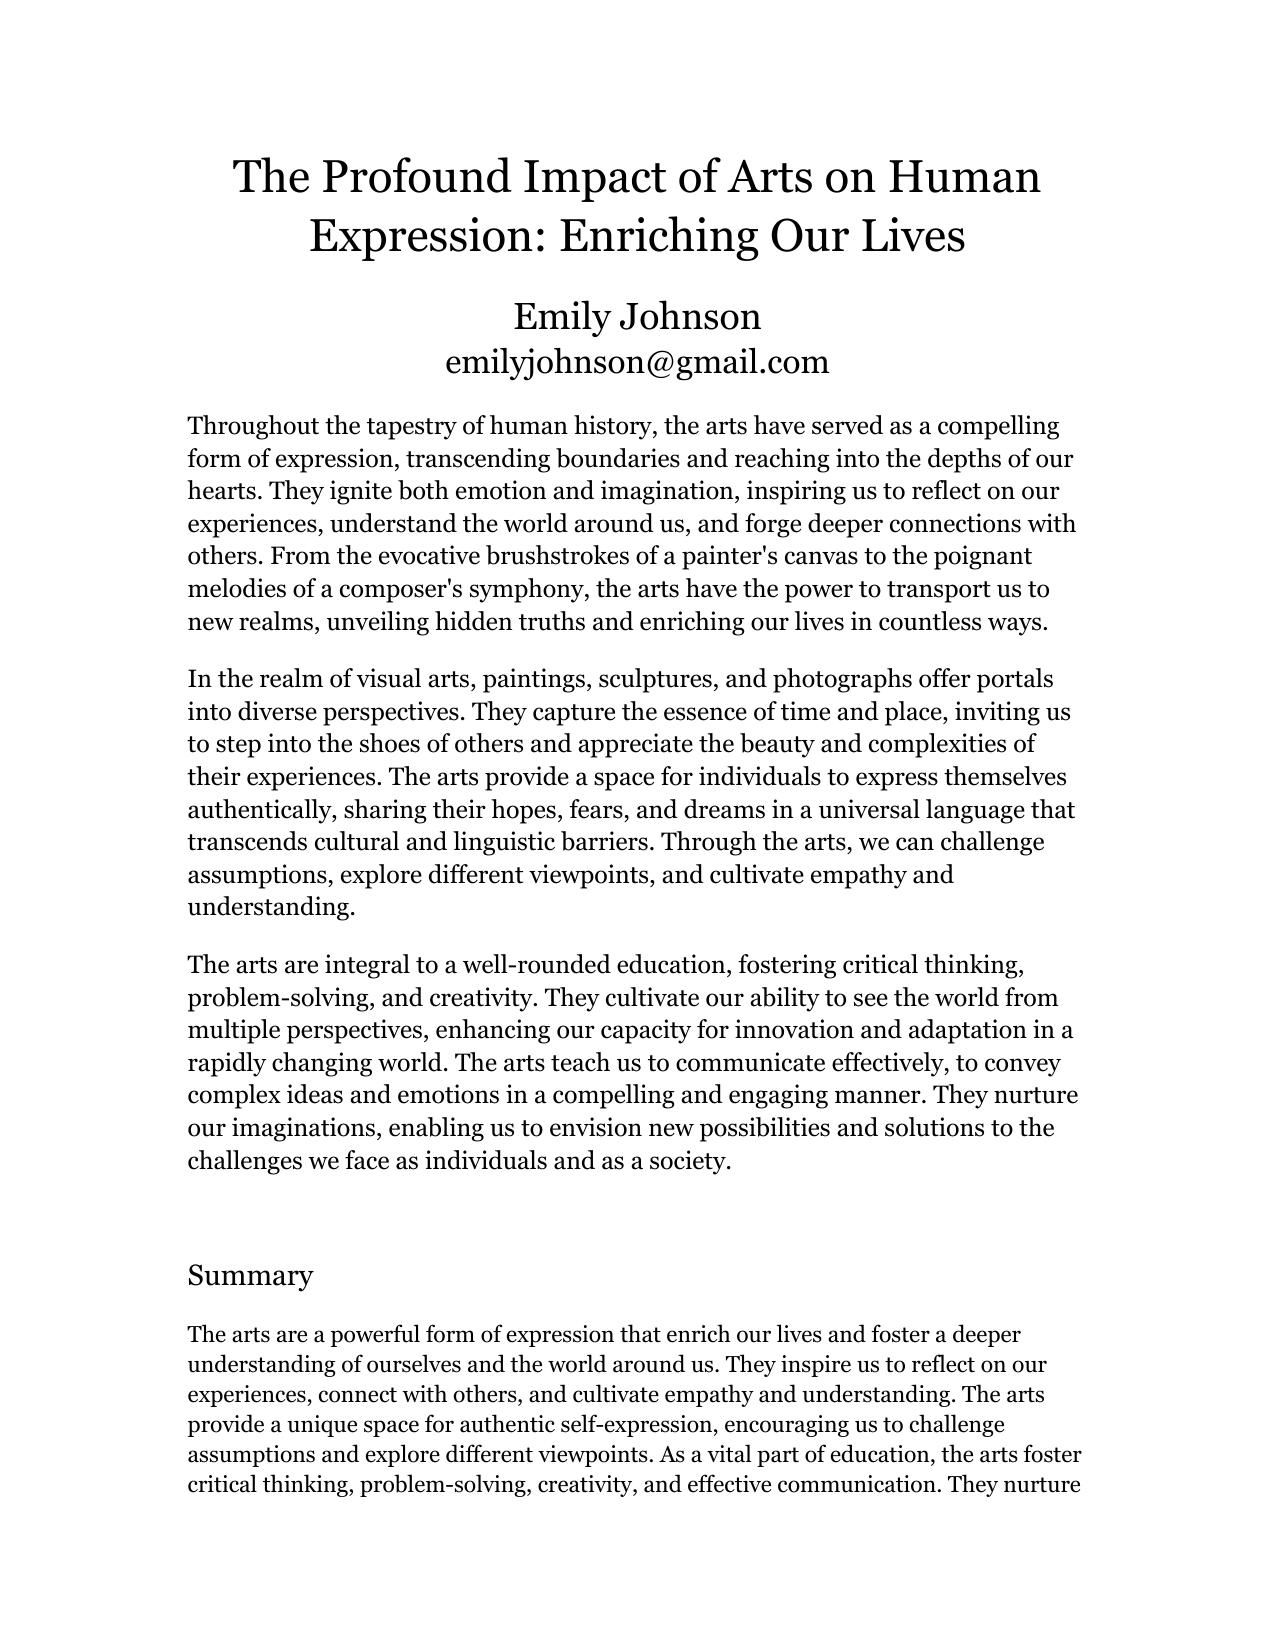 The Profound Impact of Arts on Human
Expression: Enriching Our Lives
Emily Johnson
emilyjohnson@gmail.com
Throughout the tapestry of human history, the arts have served as a compelling
form of expression, transcending boundaries and reaching into the depths of our
hearts. They ignite both emotion and imagination, inspiring us to reflect on our
experiences, understand the world around us, and forge deeper connections with
others. From the evocative brushstrokes of a painter's canvas to the poignant
melodies of a composer's symphony, the arts have the power to transport us to
new realms, unveiling hidden truths and enriching our lives in countless ways.
In the realm of visual arts, paintings, sculptures, and photographs offer portals
into diverse perspectives. They capture the essence of time and place, inviting us
to step into the shoes of others and appreciate the beauty and complexities of
their experiences. The arts provide a space for individuals to express themselves
authentically, sharing their hopes, fears, and dreams in a universal language that
transcends cultural and linguistic barriers. Through the arts, we can challenge
assumptions, explore different viewpoints, and cultivate empathy and
understanding.
The arts are integral to a well-rounded education, fostering critical thinking,
problem-solving, and creativity. They cultivate our ability to see the world from
multiple perspectives, enhancing our capacity for innovation and adaptation in a
rapidly changing world. The arts teach us to communicate effectively, to convey
complex ideas and emotions in a compelling and engaging manner. They nurture
our imaginations, enabling us to envision new possibilities and solutions to the
challenges we face as individuals and as a society.
Summary
The arts are a powerful form of expression that enrich our lives and foster a deeper
understanding of ourselves and the world around us. They inspire us to reflect on our
experiences, connect with others, and cultivate empathy and understanding. The arts
provide a unique space for authentic self-expression, encouraging us to challenge
assumptions and explore different viewpoints. As a vital part of education, the arts foster
critical thinking, problem-solving, creativity, and effective communication. They nurture